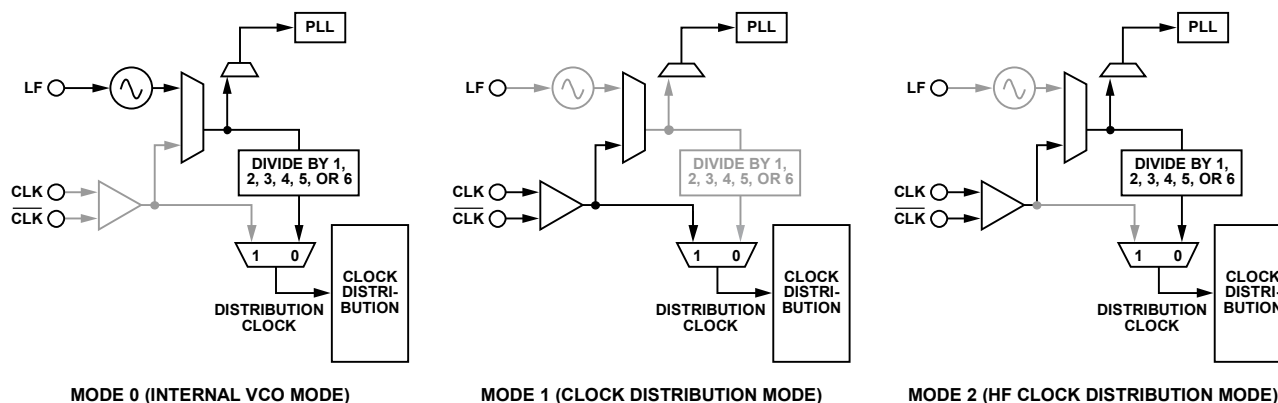 PLL
LF
DIVIDE BY 1,
2, 3, 4, 5, OR 6
CLK
CLK
1 0
CLOCK
DISTRI-
BUTION
DISTRIBUTION
CLOCK
MODE 0 (INTERNAL VCO MODE)
PLL
LF
DIVIDE BY 1,
2, 3, 4, 5, OR 6
CLK
CLK
1 0
CLOCK
DISTRI-
BUTION
DISTRIBUTION
CLOCK
MODE 1 (CLOCK DISTRIBUTION MODE)
PLL
LF
DIVIDE BY 1,
2, 3, 4, 5, OR 6
CLK
CLK
1 0
DISTRIBUTION
CLOCK
MODE 2 (HF CLOCK DISTRIBUTION MODE)